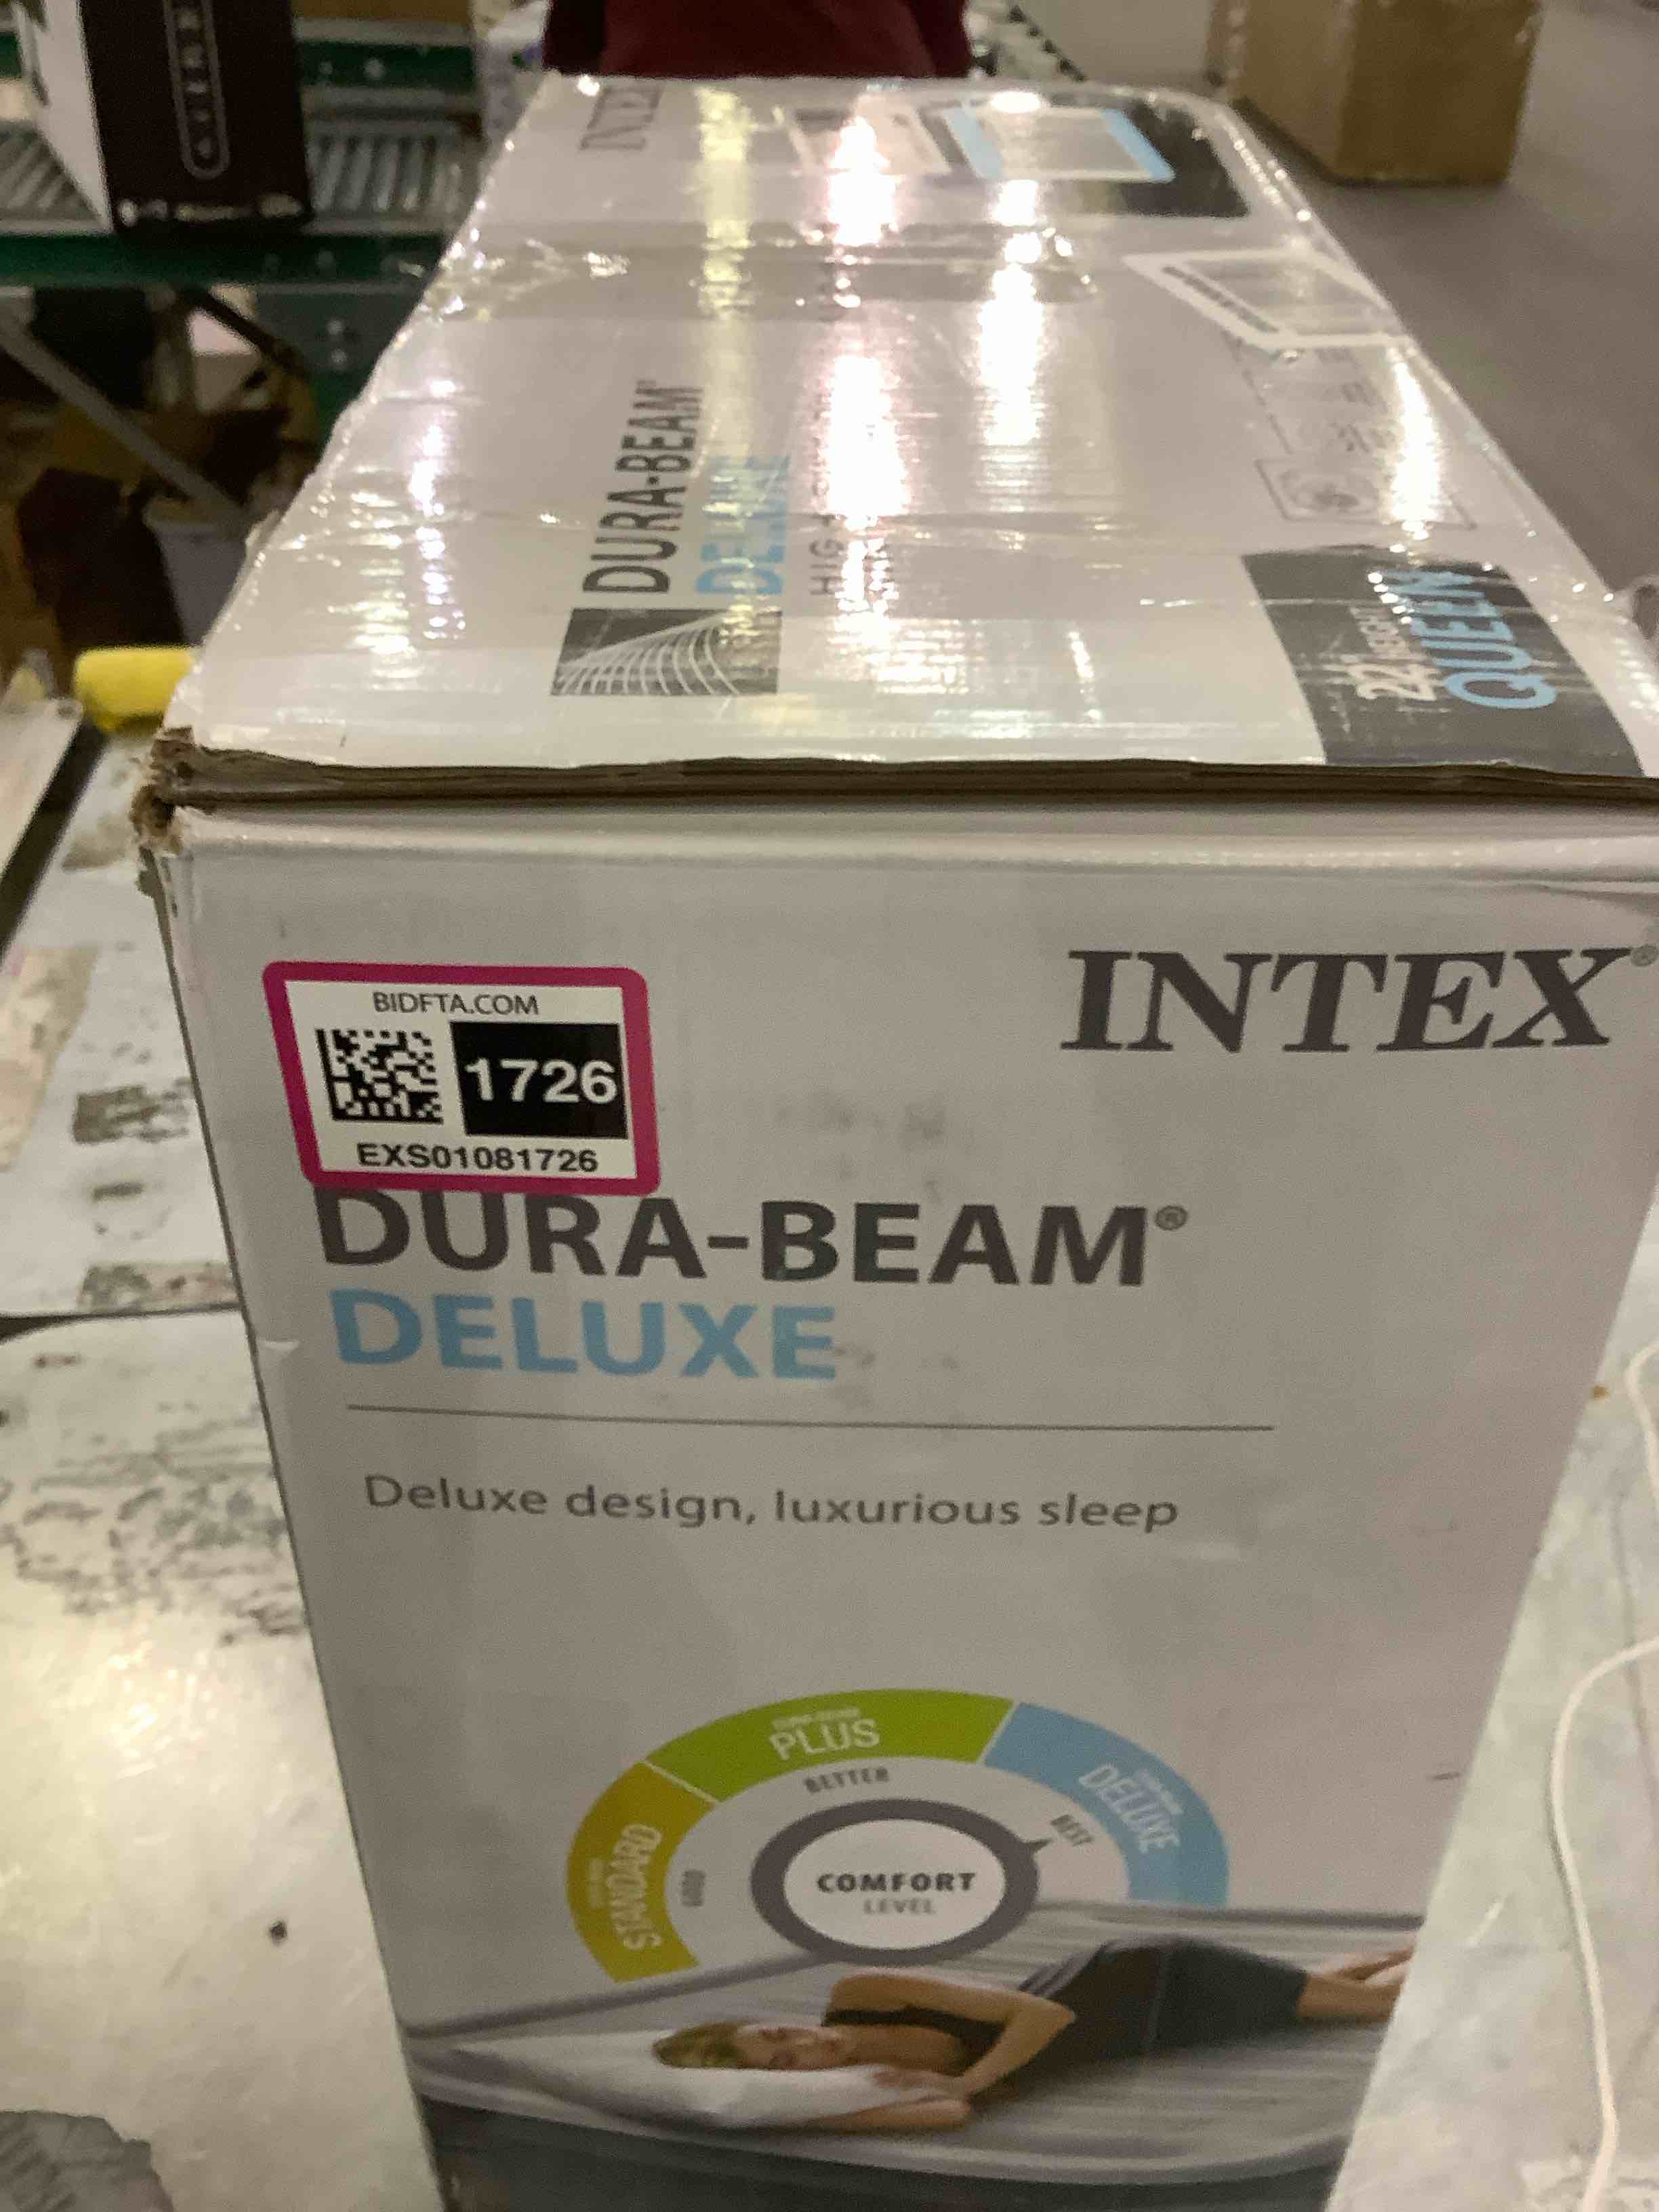 INTEX
DURA-BEAM®
DELUXE
HIGH
22" HEIGHT
QUEEN
INTEX®
BIDFTA.COM
1726
EXS01081726
DURA-BEAM®
DELUXE
Deluxe design, luxurious sleep
PLUS
DELUXE
STANDARD
BETTER
BEST
GOOD
COMFORT
LEVEL